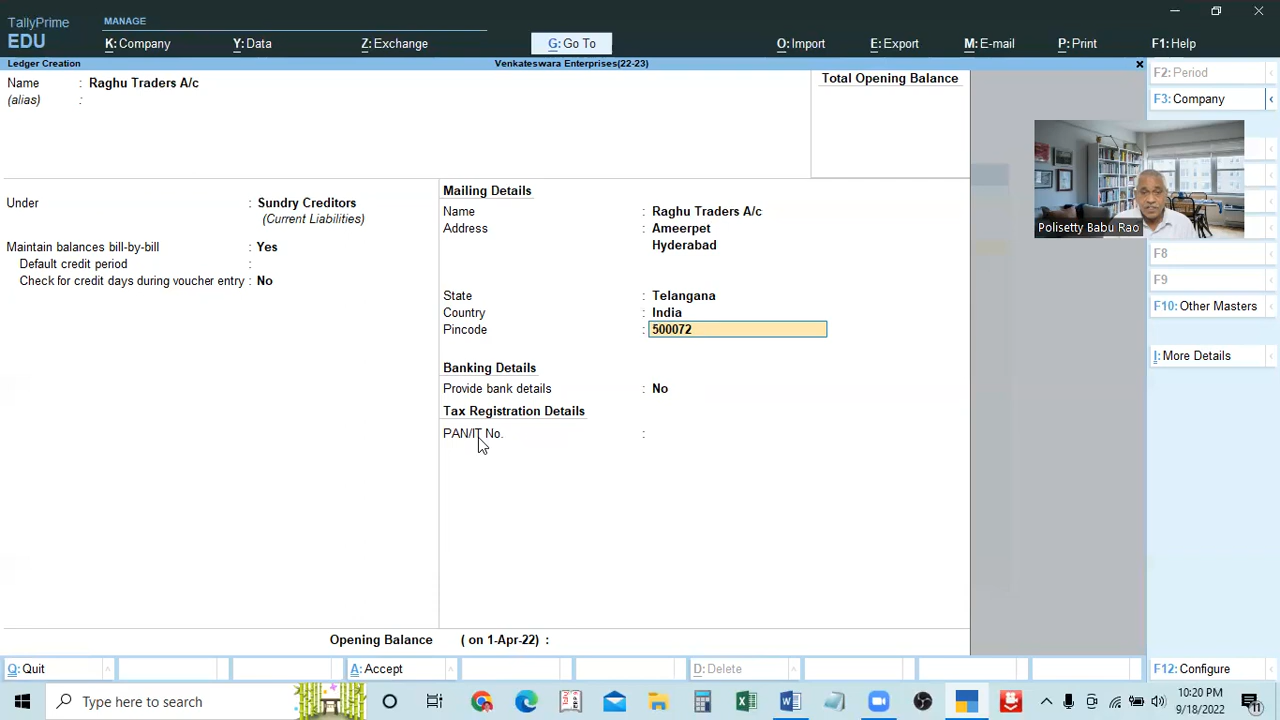 TallyPrime
EDU
MANAGE
K: Company
Y: Data
Z: Exchange
G: Go To
O: Import
E: Export
M: E-mail
P: Print
F1: Help
Ledger Creation
Venkateswara Enterprises(22-23)
Name : Raghu Traders A/c
(alias) :
Total Opening Balance
Under : Sundry Creditors
(Current Liabilities)
Maintain balances bill-by-bill : Yes
Default credit period :
Check for credit days during voucher entry : No
Mailing Details
Name : Raghu Traders A/c
Address : Ameerpet
Hyderabad
State : Telangana
Country : India
Pincode : 500072
Banking Details
Provide bank details : No
Tax Registration Details
PAN/IT No. :
Opening Balance ( on 1-Apr-22) :
F2: Period
F3: Company
Polisetty Babu Rao
F8
F9
F10: Other Masters
I: More Details
F12: Configure
Q: Quit
A: Accept
D: Delete
Type here to search
10:20 PM
9/18/2022
11